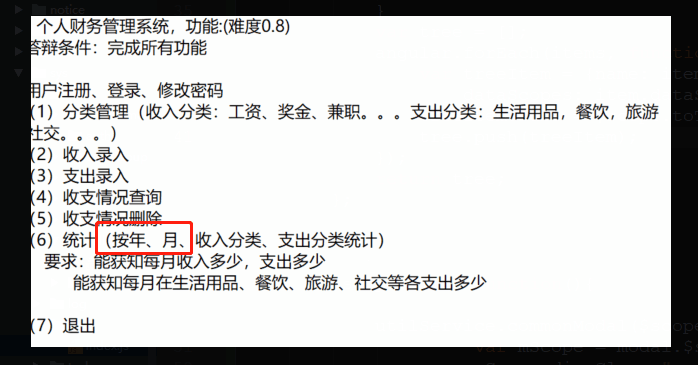 notice
}
个人财务管理系统，功能:(难度0.8)
答辩条件：完成所有功能
用户注册、登录、修改密码
（1）分类管理（收入分类：工资、奖金、兼职。。。支出分类：生活用品，餐饮，旅游
社交。。。）
（2）收入录入
（3）支出录入
（4）收支情况查询
（5）收支情况删除
（6）统计（按年、月、收入分类、支出分类统计）
要求：能获知每月收入多少，支出多少
能获知每月在生活用品、餐饮、旅游、社交等各支出多少
（7）退出